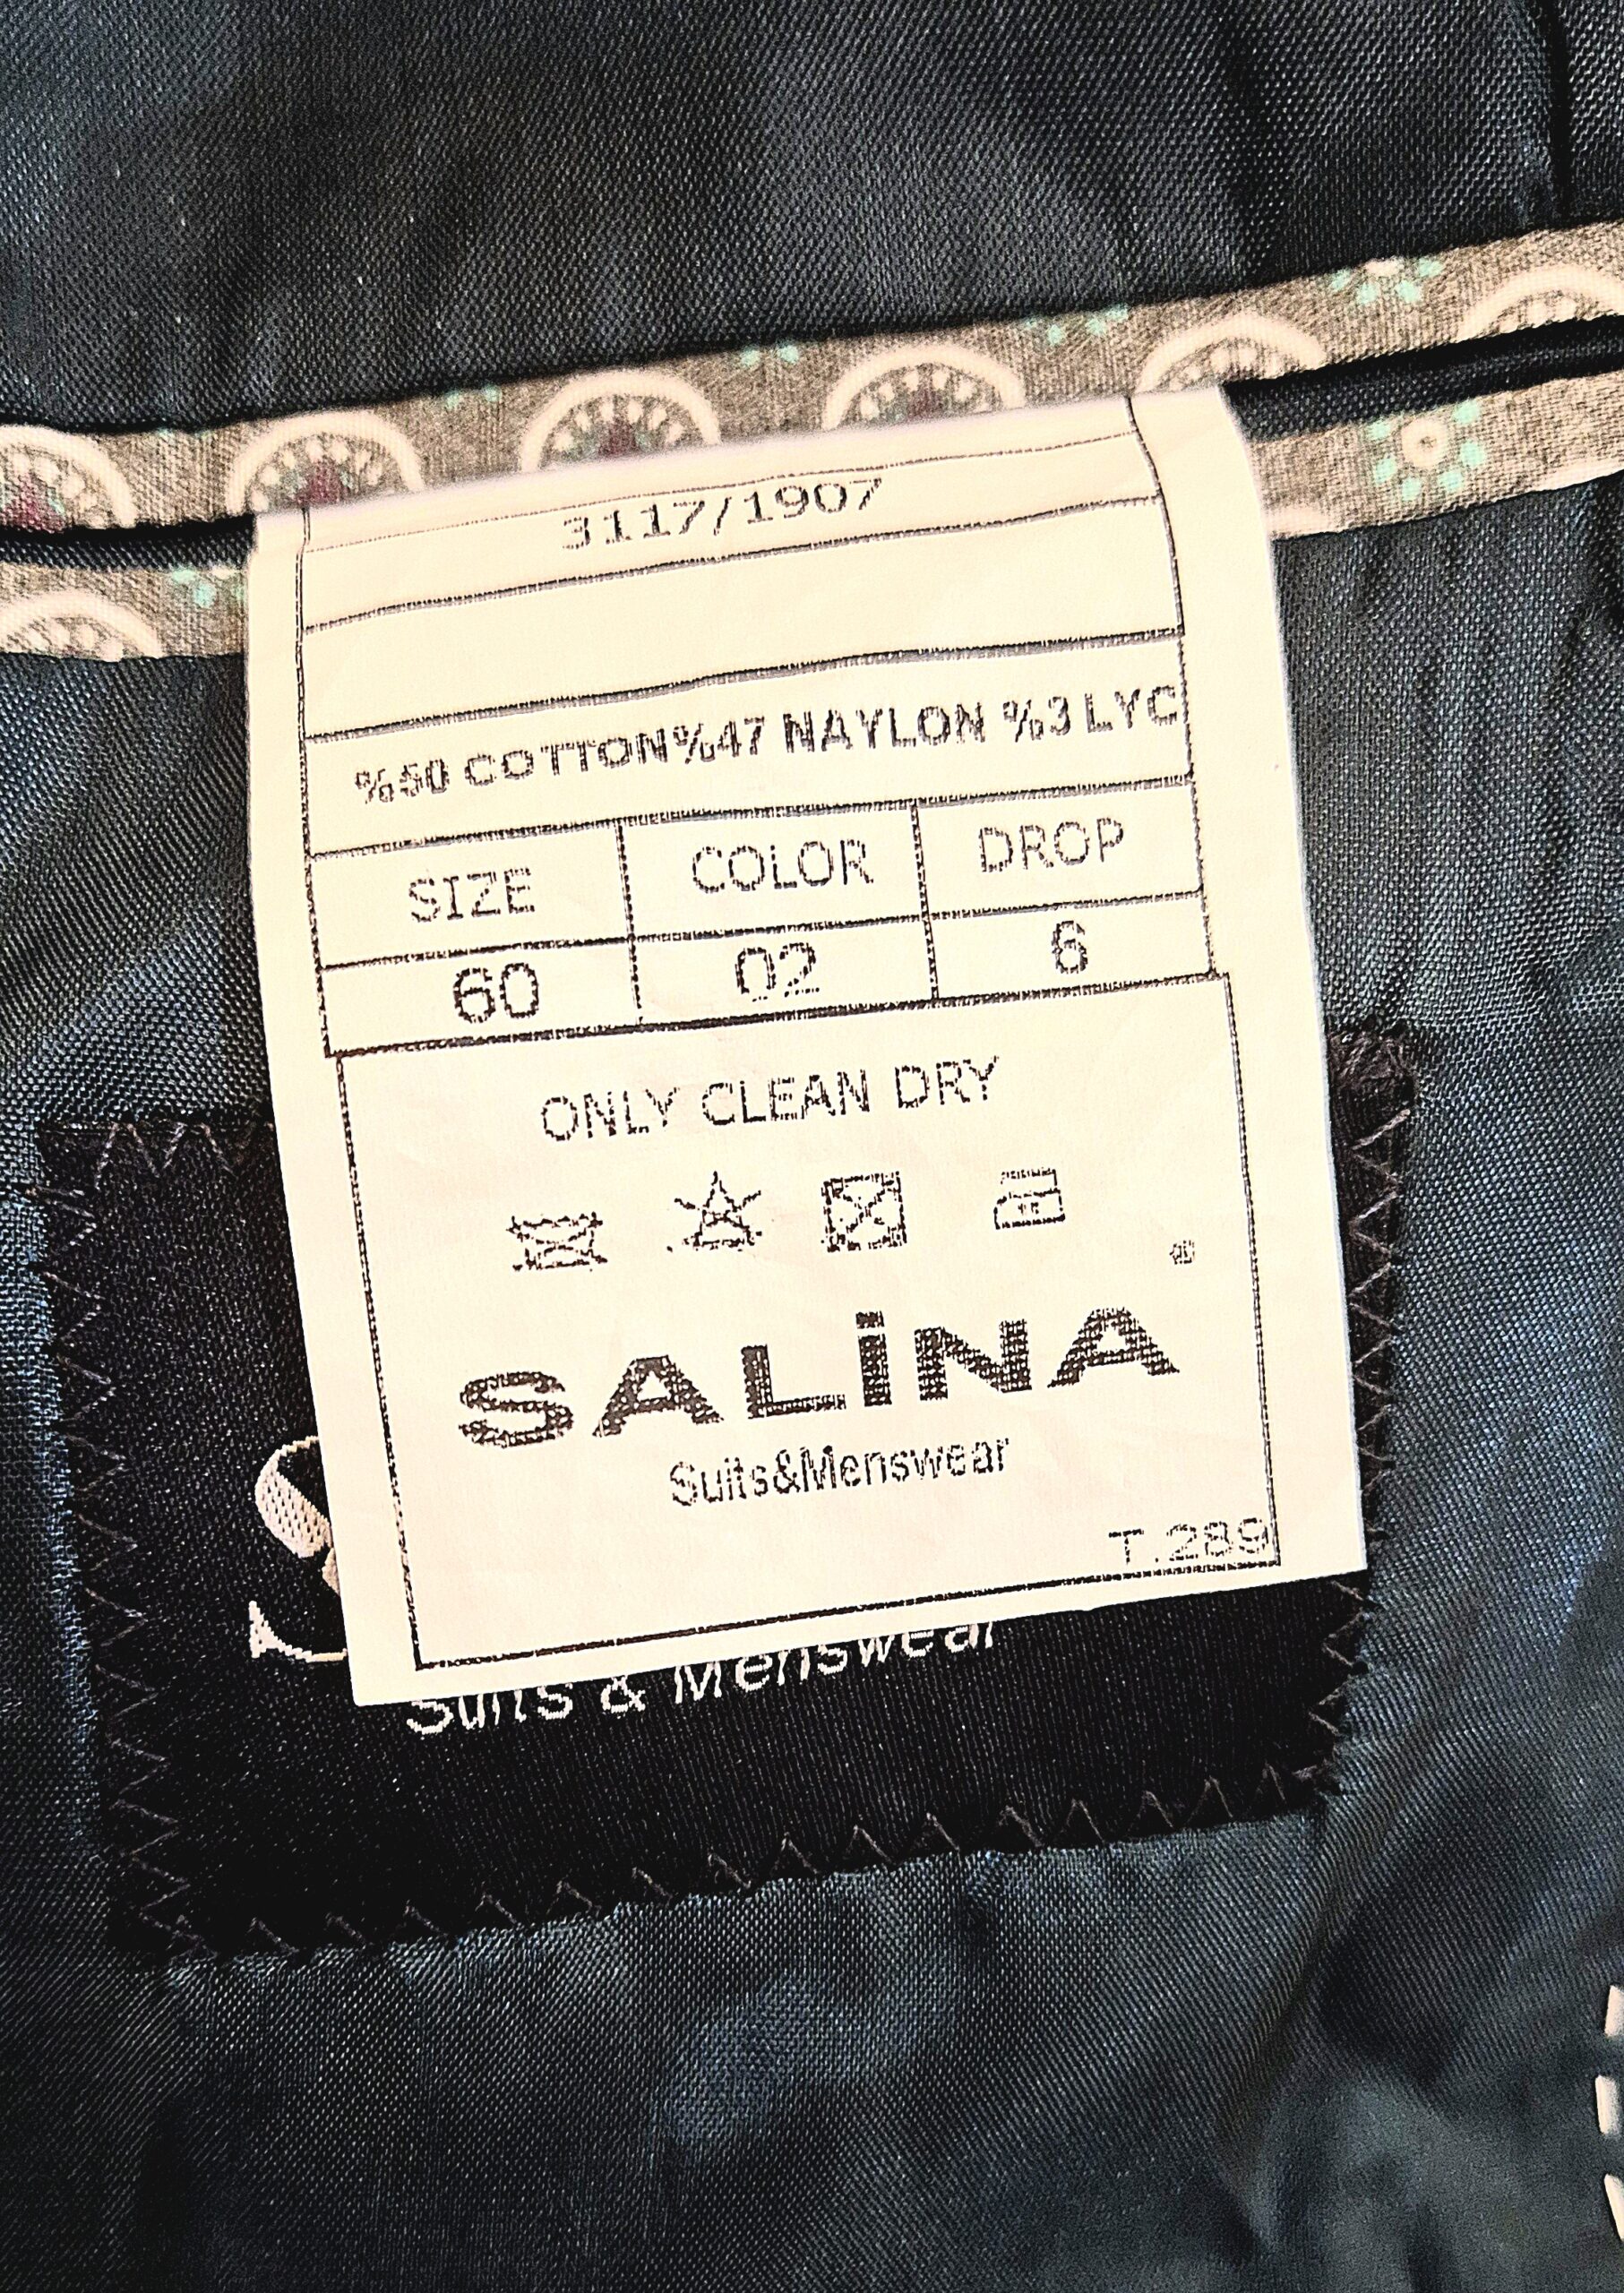 3117/1907
%50 COTTON %47 NAYLON %3 LYC
SIZE COLOR DROP
60 02 6
ONLY CLEAN DRY
®
SALİNA
Suits&Menswear
T.289
Suits & Menswear